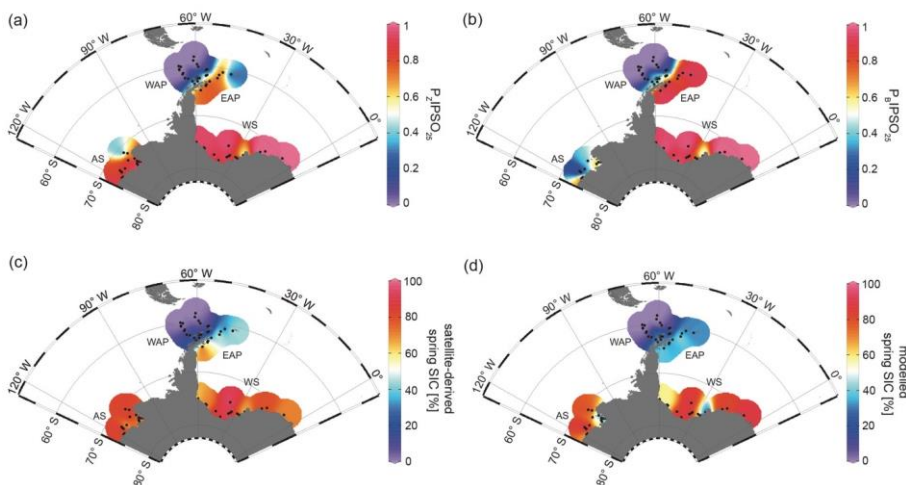 (a)
60° W
90° W
30° W
120° W
0°
60° S
70° S
80° S
WAP
EAP
WS
AS
1
0.8
0.6
0.4
0.2
0
PZIPSO25
(b)
60° W
90° W
30° W
120° W
0°
60° S
70° S
80° S
WAP
EAP
WS
AS
1
0.8
0.6
0.4
0.2
0
PBIPSO25
(c)
60° W
90° W
30° W
120° W
0°
60° S
70° S
80° S
WAP
EAP
WS
AS
100
80
60
40
20
0
satellite-derived
spring SIC [%]
(d)
60° W
90° W
30° W
120° W
0°
60° S
70° S
80° S
WAP
EAP
WS
AS
100
80
60
40
20
0
modelled
spring SIC [%]